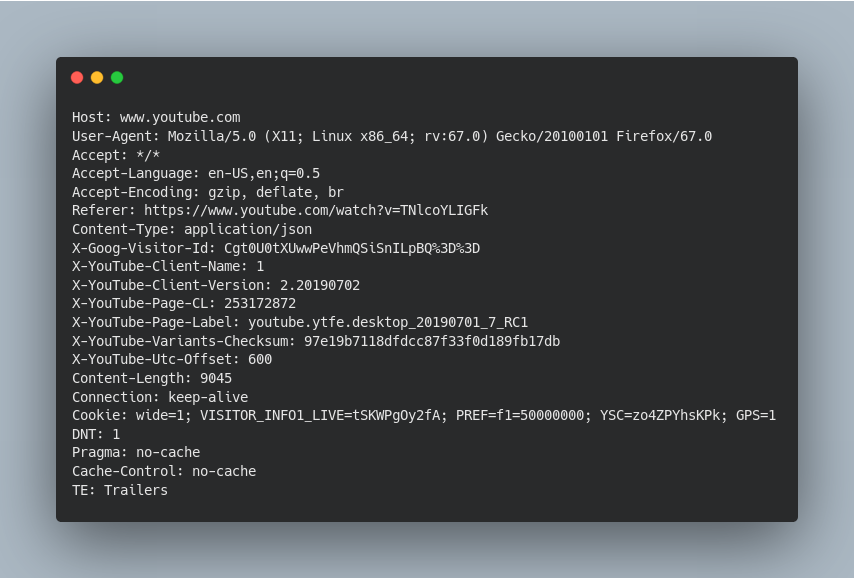 Host: www.youtube.com
User-Agent: Mozilla/5.0 (X11; Linux x86_64; rv:67.0) Gecko/20100101 Firefox/67.0
Accept: */*
Accept-Language: en-US,en;q=0.5
Accept-Encoding: gzip, deflate, br
Referer: https://www.youtube.com/watch?v=TNlcoYLIGFk
Content-Type: application/json
X-Goog-Visitor-Id: Cgt0U0tXUwwPeVhmQSiSnILpBQ%3D%3D
X-YouTube-Client-Name: 1
X-YouTube-Client-Version: 2.20190702
X-YouTube-Page-CL: 253172872
X-YouTube-Page-Label: youtube.ytfe.desktop_20190701_7_RC1
X-YouTube-Variants-Checksum: 97e19b7118dfdcc87f33f0d189fb17db
X-YouTube-Utc-Offset: 600
Content-Length: 9045
Connection: keep-alive
Cookie: wide=1; VISITOR_INFO1_LIVE=tSKWPgOy2fA; PREF=f1=50000000; YSC=zo4ZPYhsKPk; GPS=1
DNT: 1
Pragma: no-cache
Cache-Control: no-cache
TE: Trailers